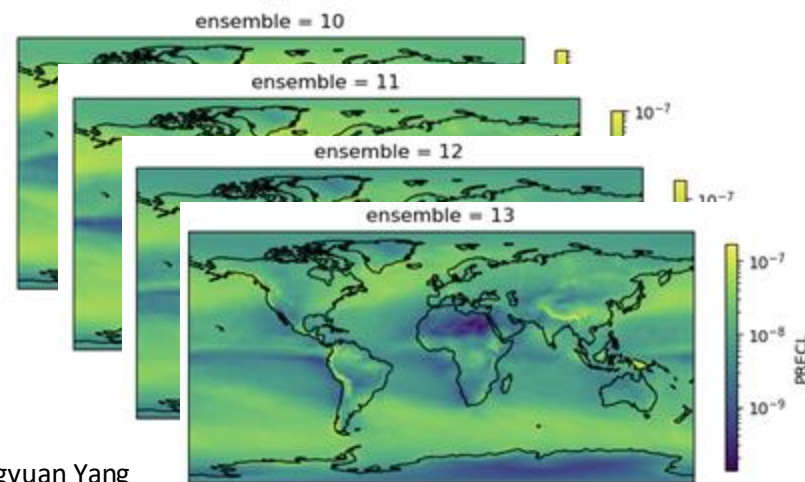 ensemble = 10
ensemble = 11
10⁻⁷
ensemble = 12
10⁻⁷
ensemble = 13
10⁻⁷
10⁻⁸
10⁻⁹
PRECL
gyuan Yang